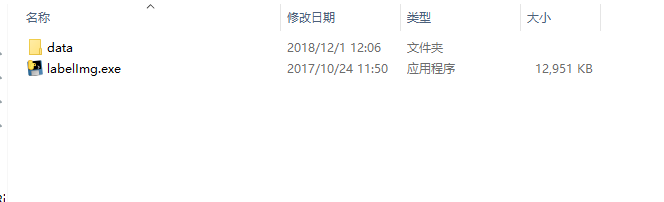 名称 修改日期 类型 大小
data 2018/12/1 12:06 文件夹
labelImg.exe 2017/10/24 11:50 应用程序 12,951 KB